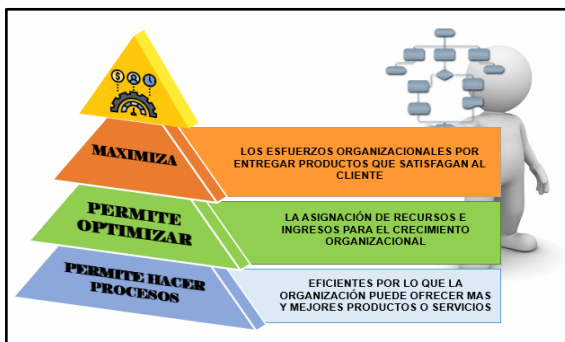 MAXIMIZA
LOS ESFUERZOS ORGANIZACIONALES POR
ENTREGAR PRODUCTOS QUE SATISFAGAN AL
CLIENTE
PERMITE
OPTIMIZAR
LA ASIGNACIÓN DE RECURSOS E
INGRESOS PARA EL CRECIMIENTO
ORGANIZACIONAL
PERMITE HACER
PROCESOS
EFICIENTES POR LO QUE LA
ORGANIZACIÓN PUEDE OFRECER MAS
Y MEJORES PRODUCTOS O SERVICIOS